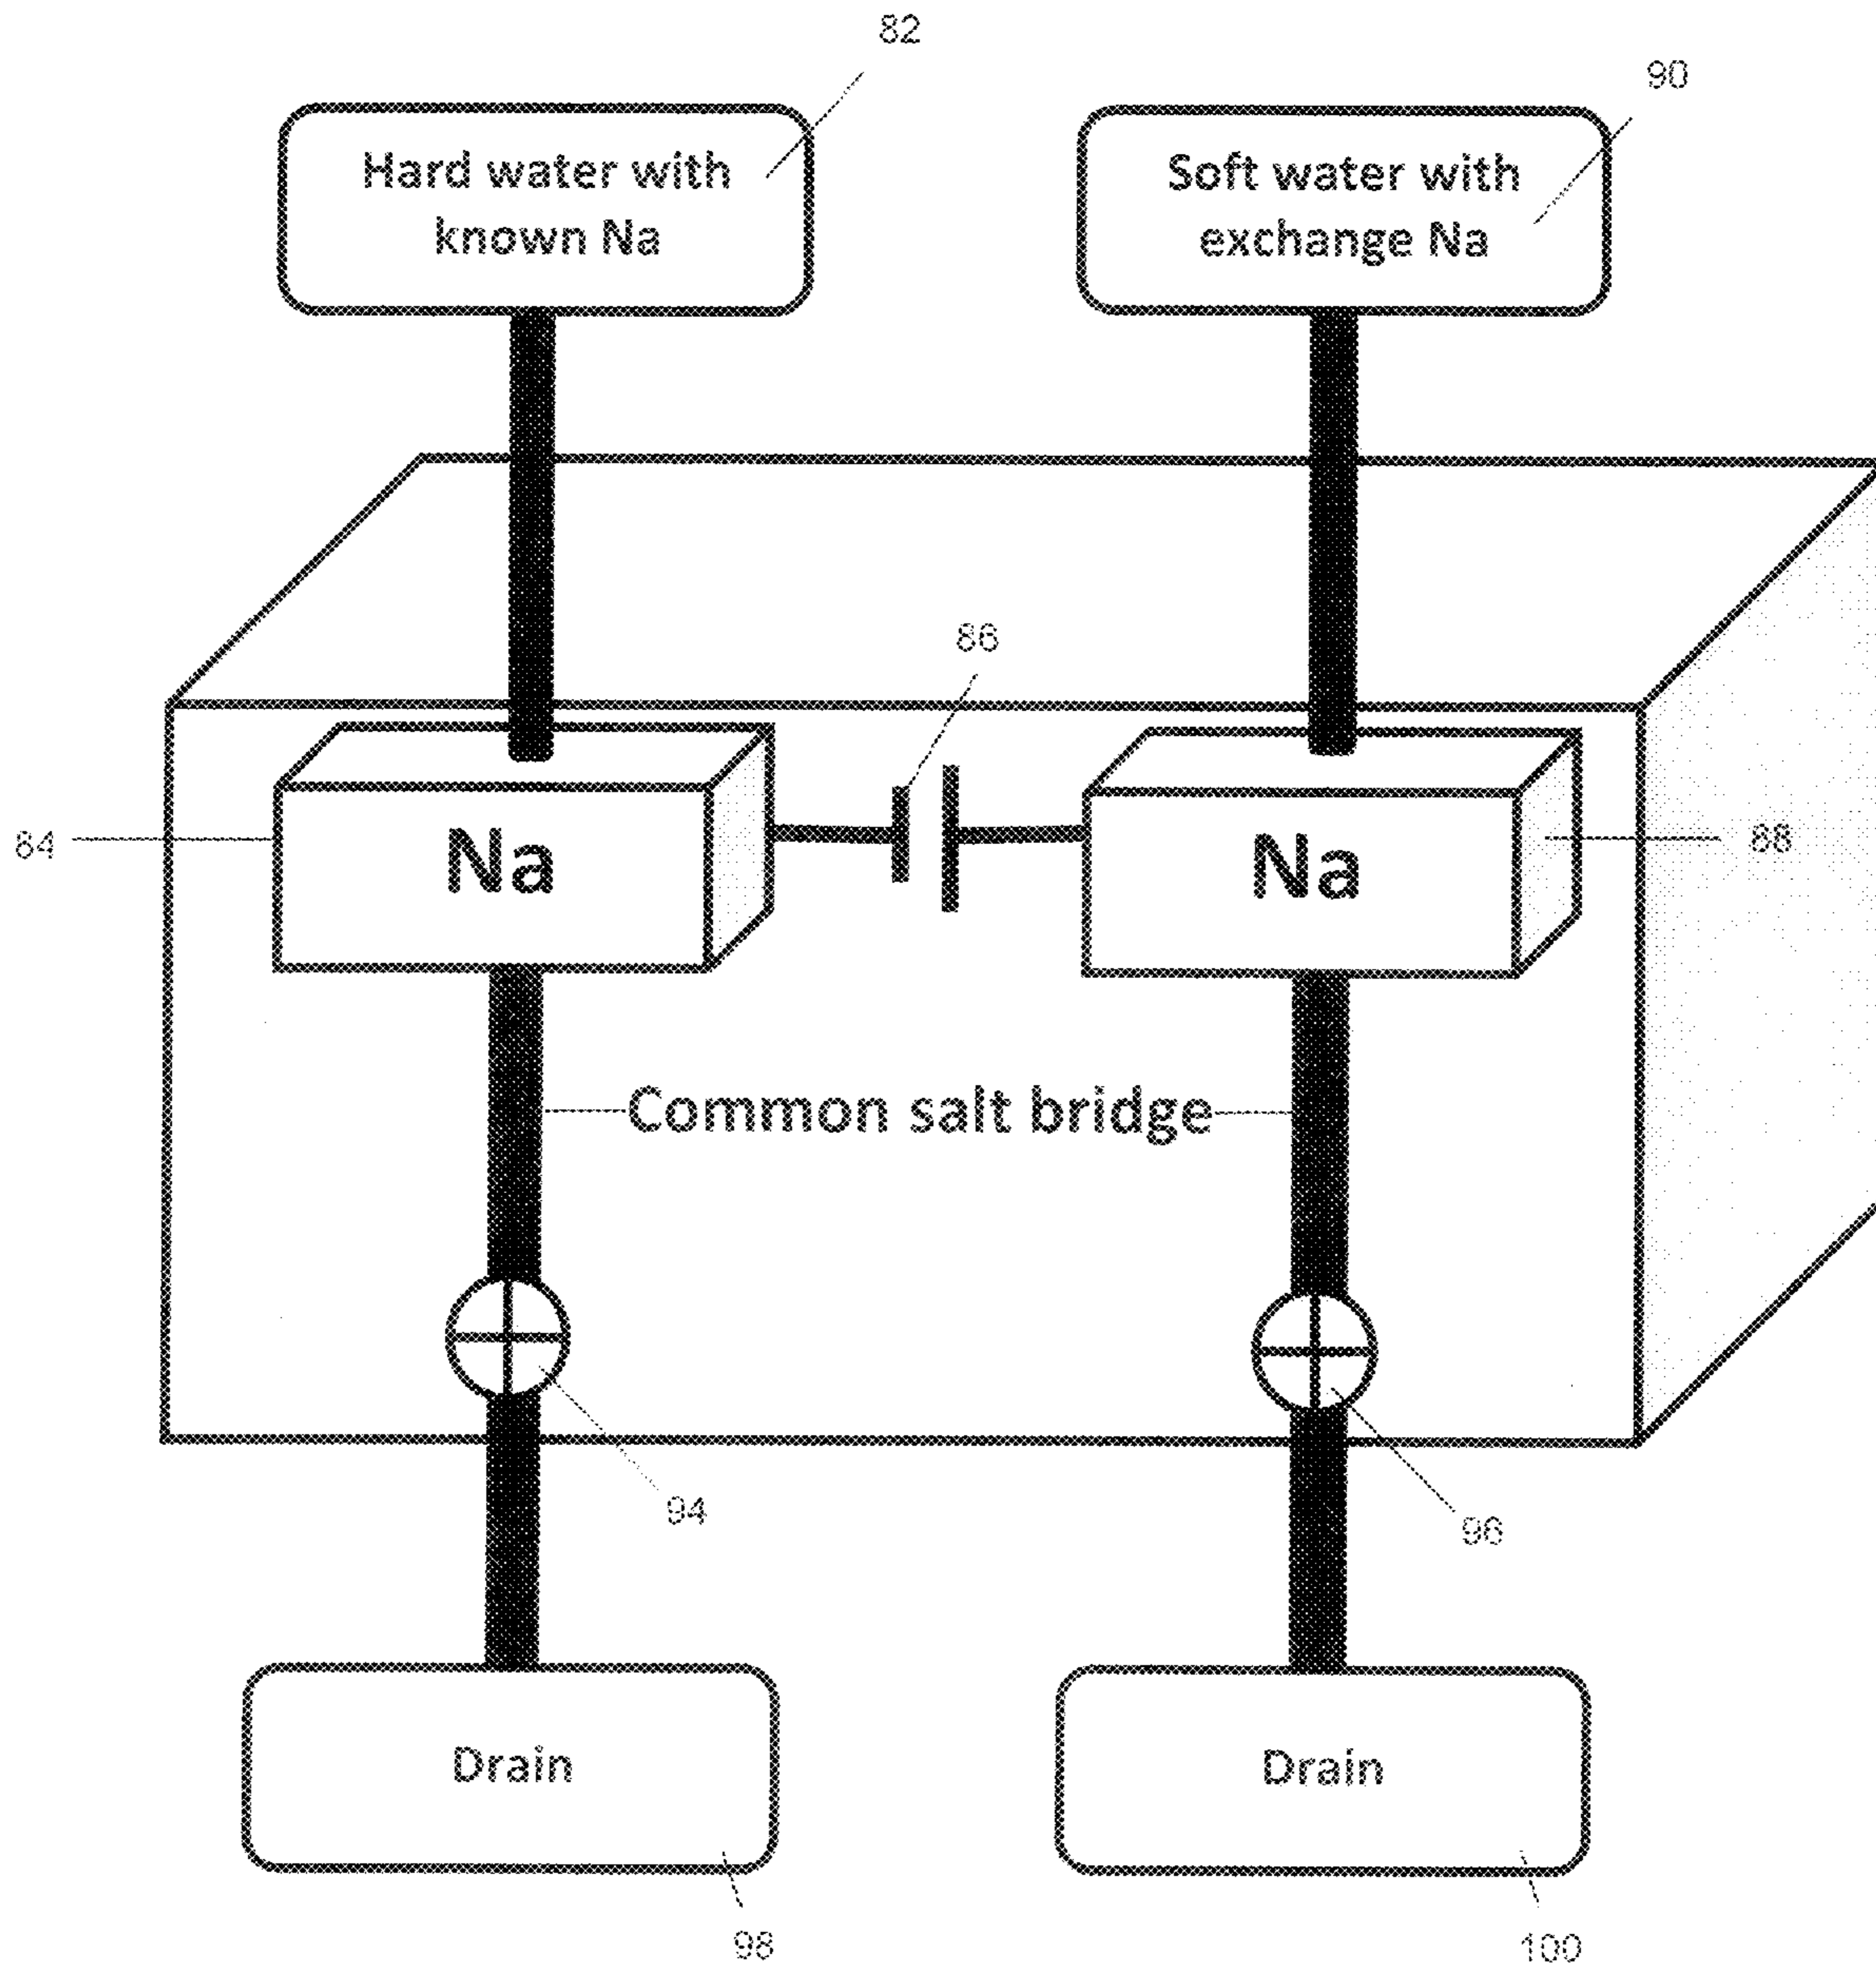 82
90
Hard water with
known Na
Soft water with
exchange Na
86
84
Na
Na
88
Common salt bridge
94
96
Drain
Drain
98
100